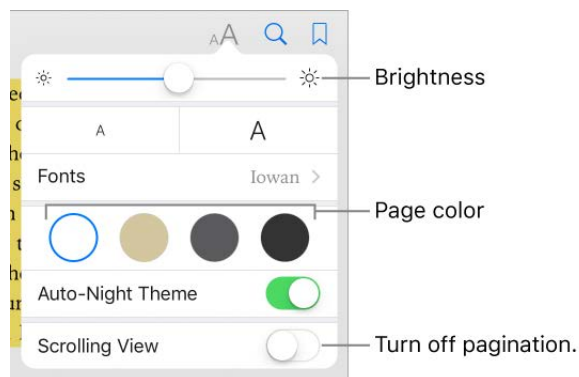 AA
Brightness
A A
Fonts Iowan >
Page color
Auto-Night Theme
Scrolling View Turn off pagination.